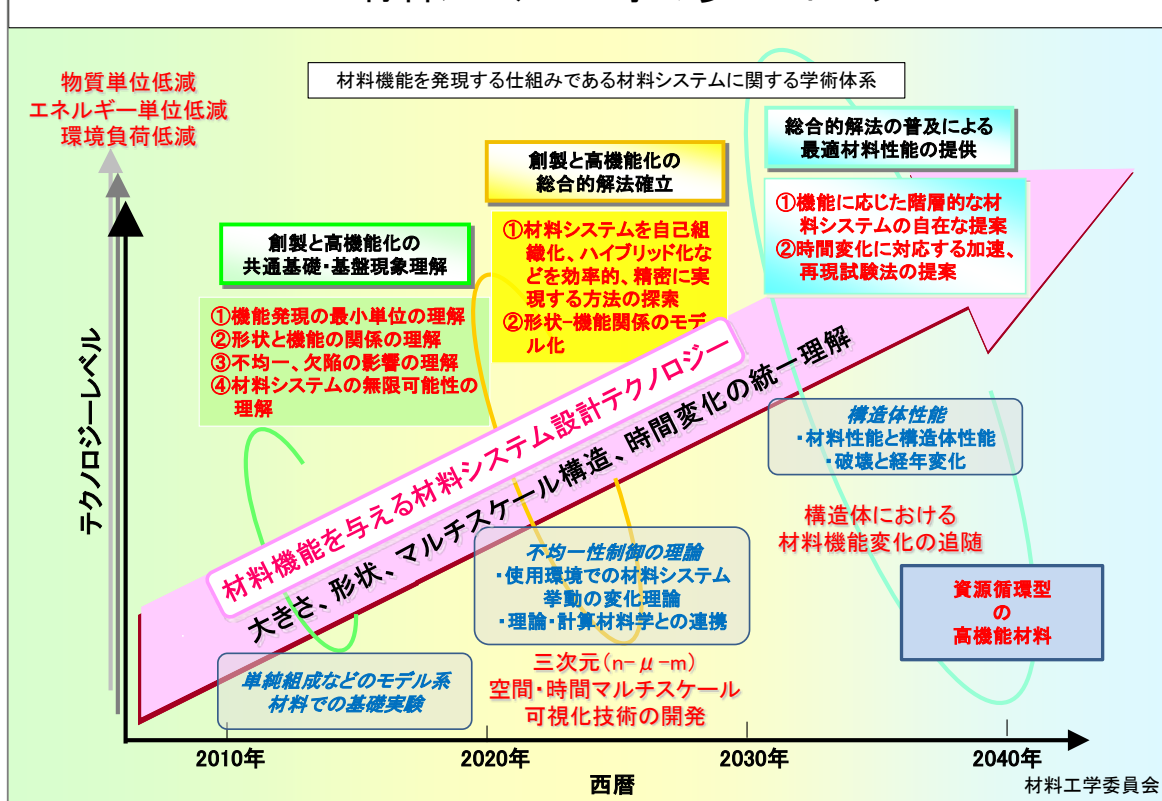 材料機能を発現する仕組みである材料システムに関する学術体系
物質単位低減
エネルギー単位低減
環境負荷低減
総合的解法の普及による
最適材料性能の提供
創製と高機能化の
総合的解法確立
①機能に応じた階層的な材
料システムの自在な提案
②時間変化に対応する加速、
再現試験法の提案
創製と高機能化の
共通基礎・基盤現象理解
①材料システムを自己組
織化、ハイブリッド化な
どを効率的、精密に実
現する方法の探索
②形状-機能関係のモデ
ル化
①機能発現の最小単位の理解
②形状と機能の関係の理解
③不均一、欠陥の影響の理解
④材料システムの無限可能性の
理解
テクノロジーレベル
材料機能を与える材料システム設計テクノロジー
大きさ、形状、マルチスケール構造、時間変化の統一理解
構造体性能
・材料性能と構造体性能
・破壊と経年変化
構造体における
材料機能変化の追随
不均一性制御の理論
・使用環境での材料システム
挙動の変化理論
・理論・計算材料学との連携
資源循環型
の
高機能材料
単純組成などのモデル系
材料での基礎実験
三次元(n-μ-m)
空間・時間マルチスケール
可視化技術の開発
2010年
2020年
2030年
2040年
西暦
材料工学委員会